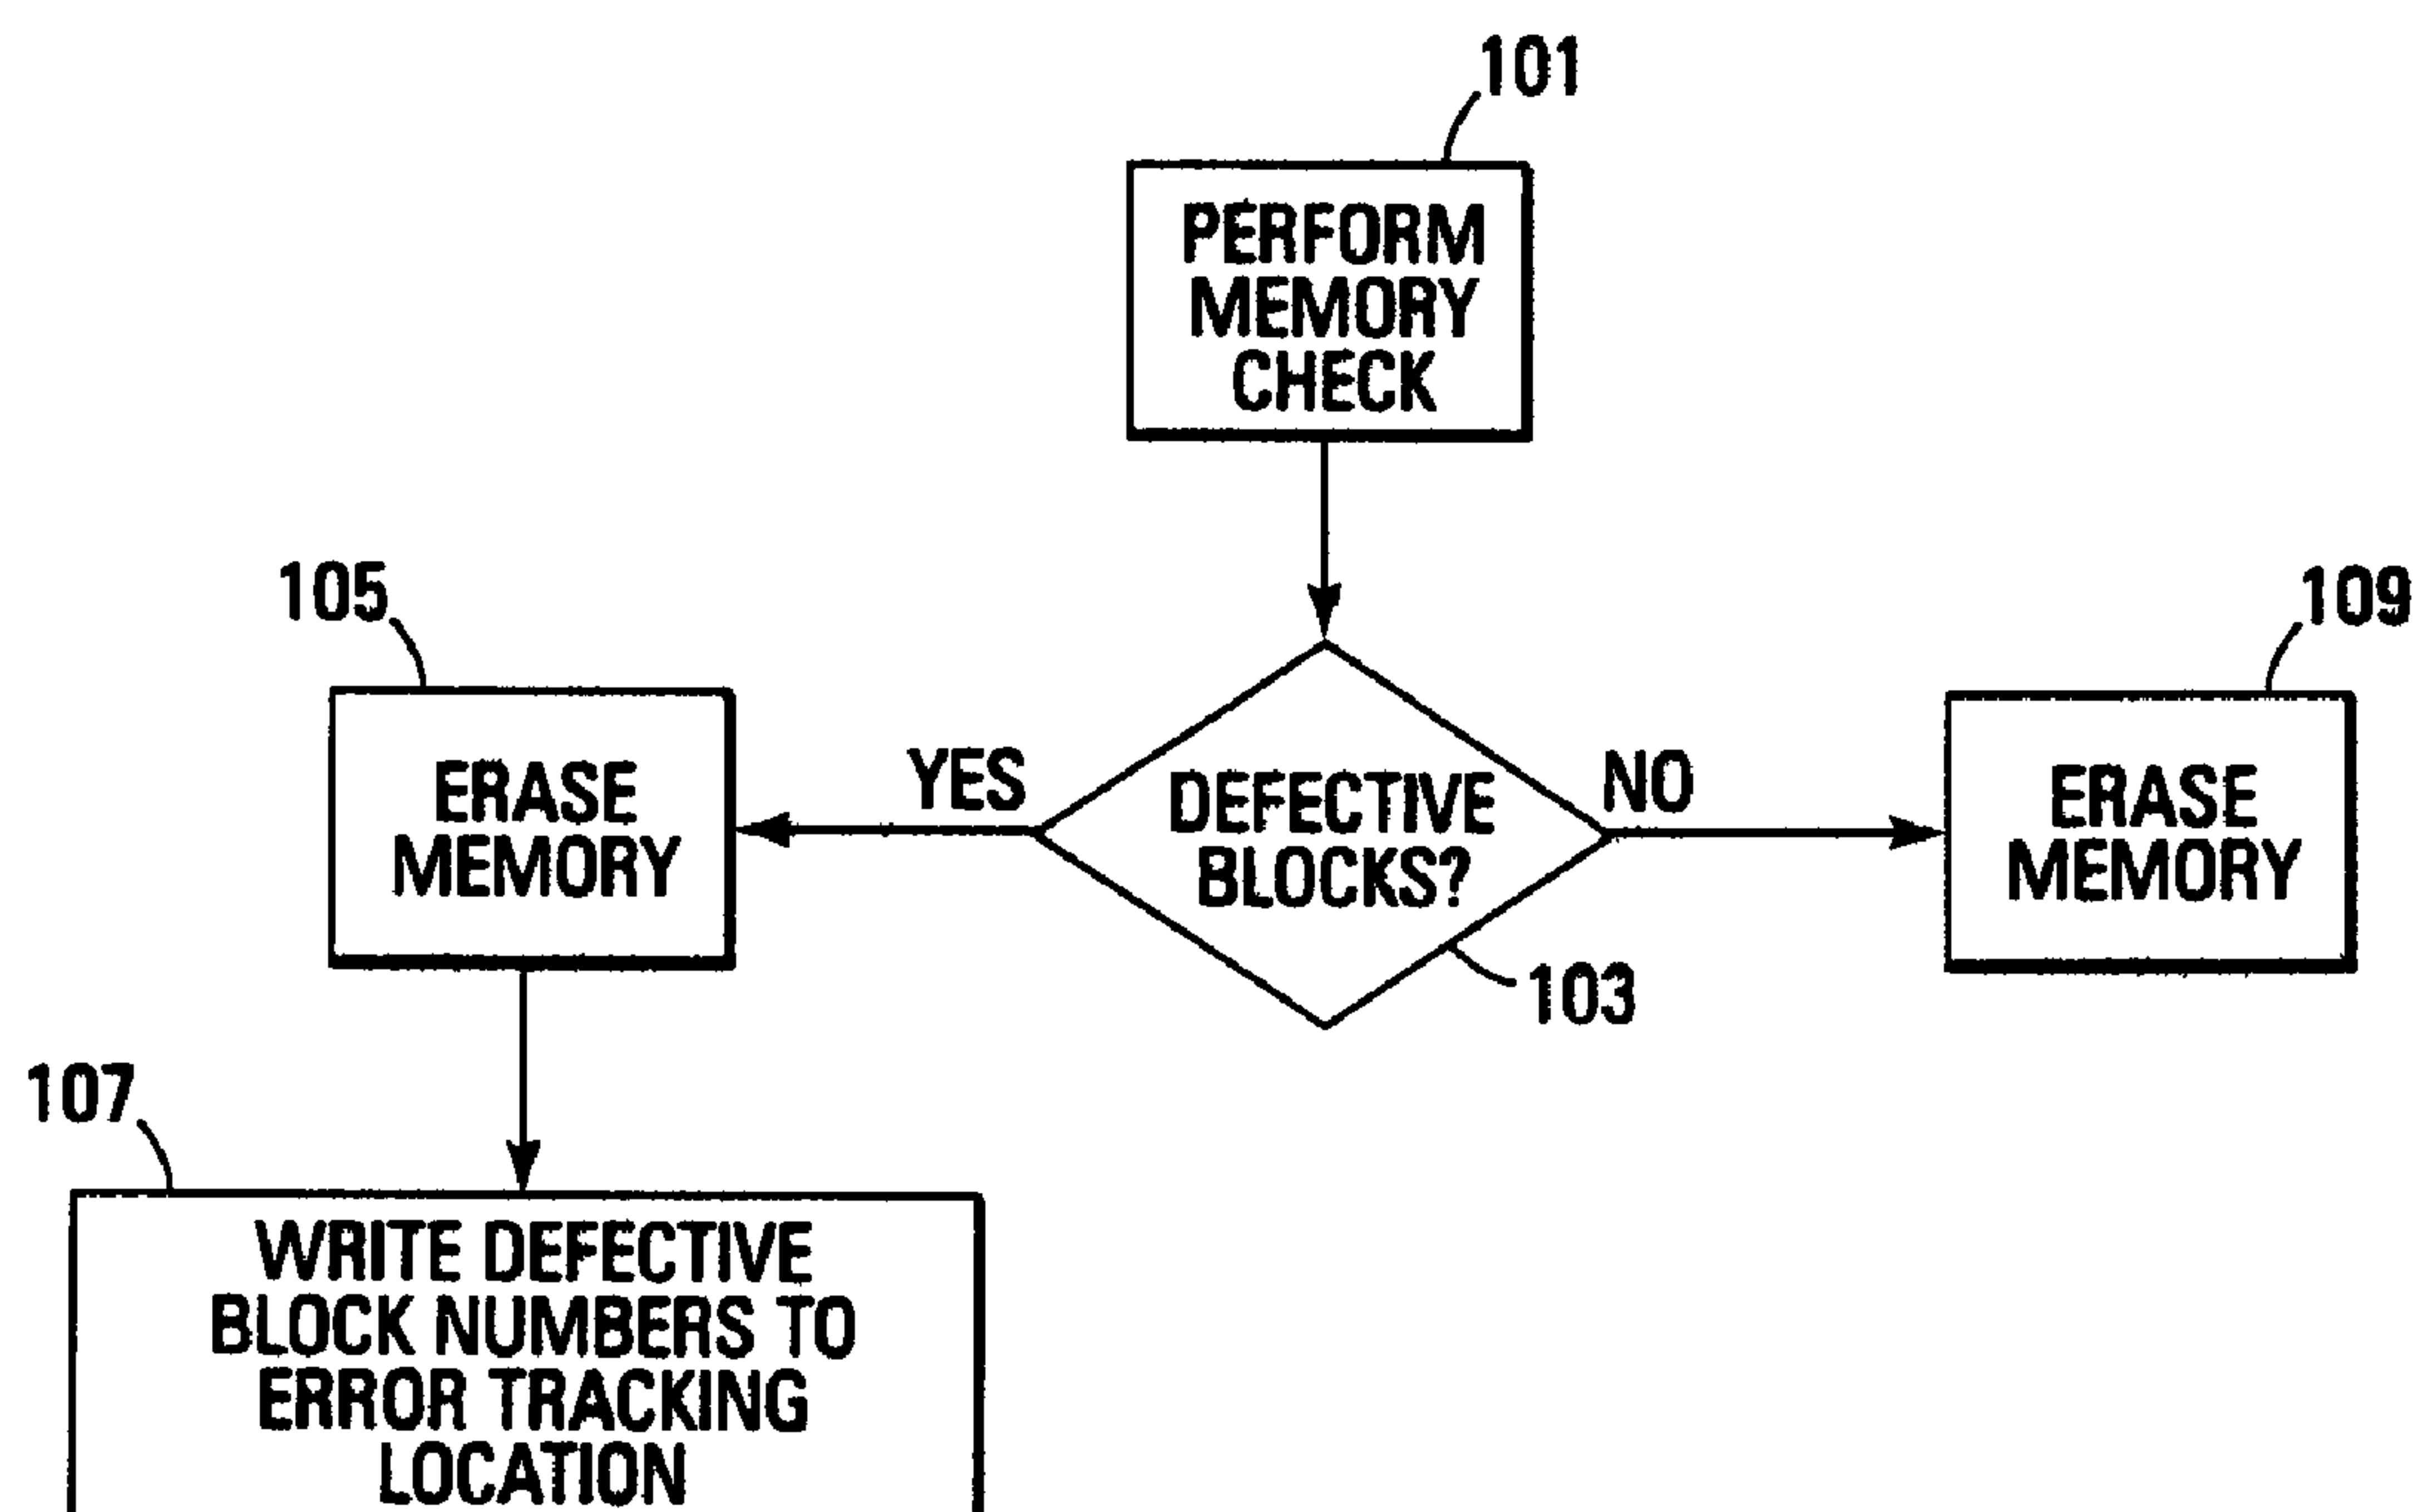 101
PERFORM
MEMORY
CHECK
105
109
ERASE
MEMORY
YES
DEFECTIVE
BLOCKS?
NO
ERASE
MEMORY
103
107
WRITE DEFECTIVE
BLOCK NUMBERS TO
ERROR TRACKING
LOCATION